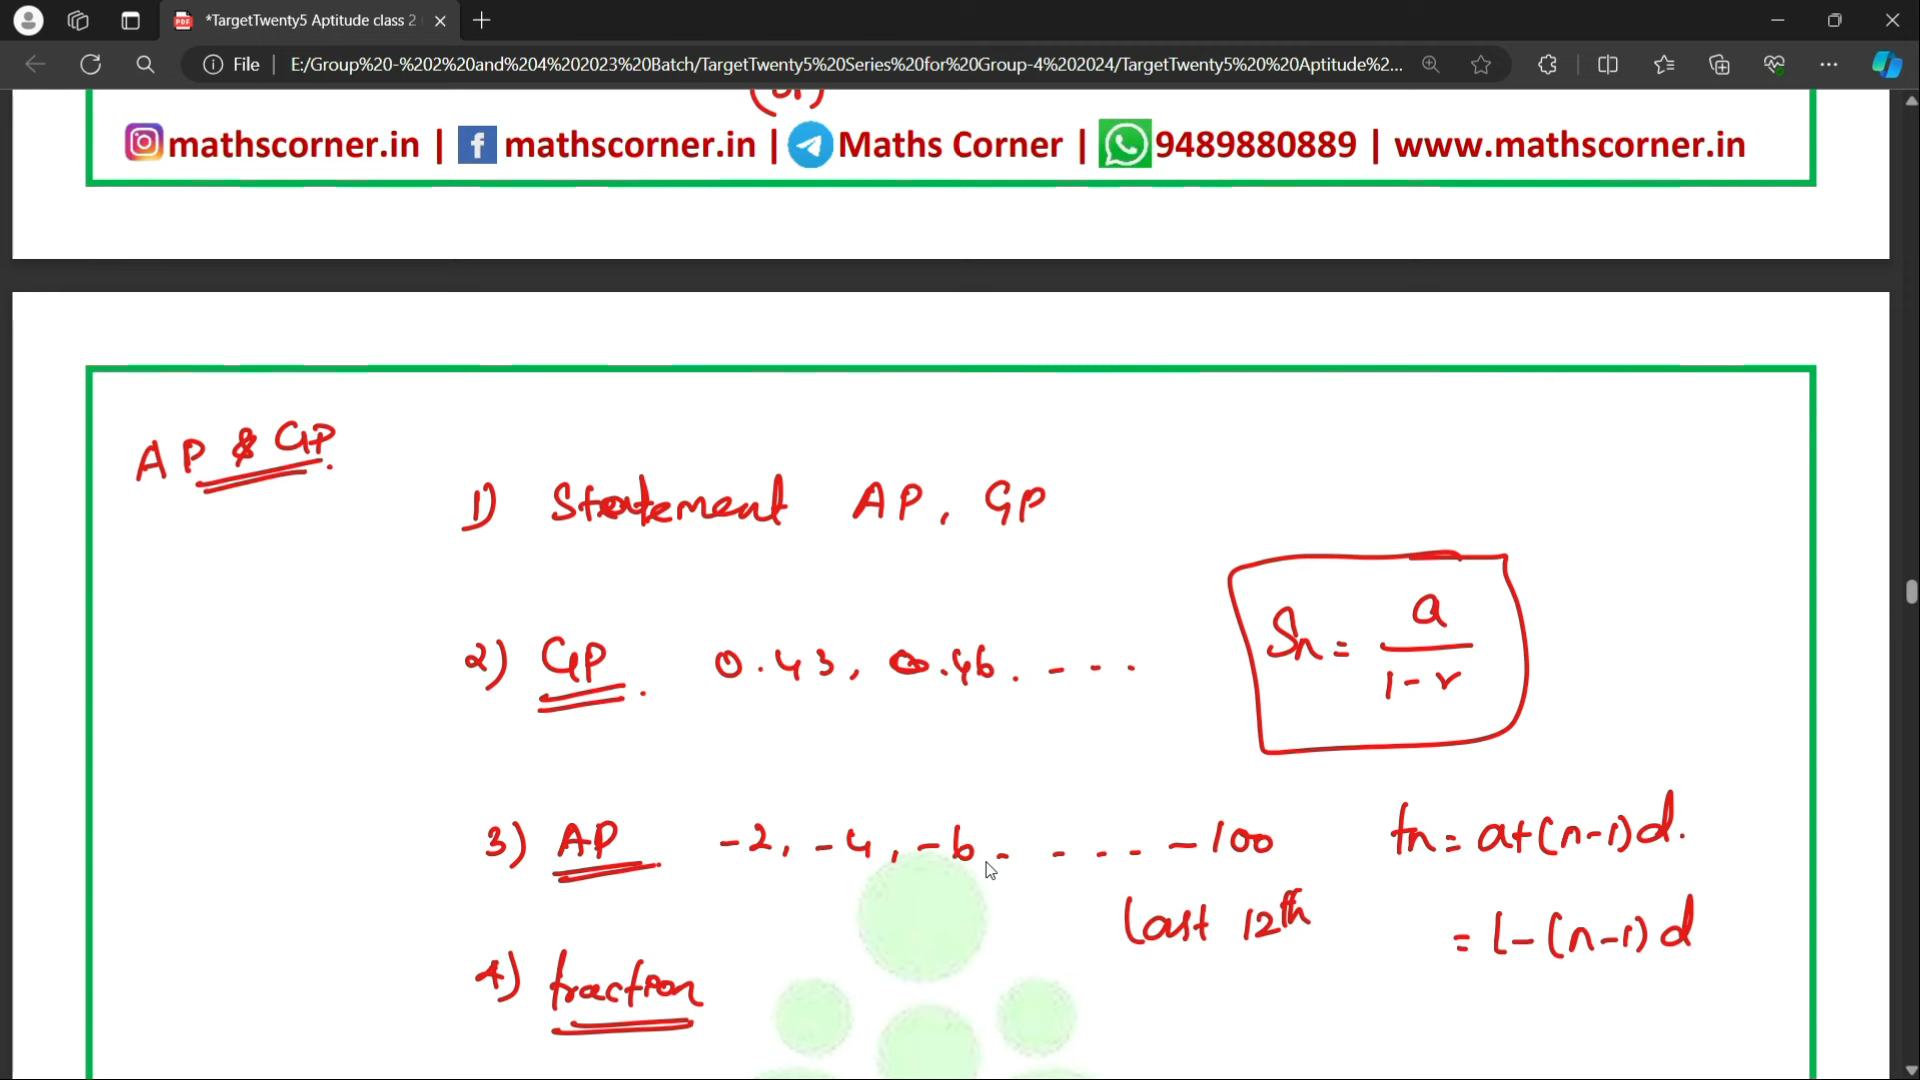 *TargetTwenty5 Aptitude class 2
File | E:/Group%20-%202%20and%204%202023%20Batch/TargetTwenty5%20Series%20for%20Group-4%202024/TargetTwenty5%20%20Aptitude%2...
(or)
mathscorner.in | mathscorner.in | Maths Corner | 9489880889 | www.mathscorner.in
AP & GP.
1) Statement AP, GP
2) GP. 0.43, 0.46. - - -
Sn = a / 1-r
3) AP -2, -4, -6. - - - -100 tn = a+(n-1)d.
Last 12th = l-(n-1)d
4) fraction